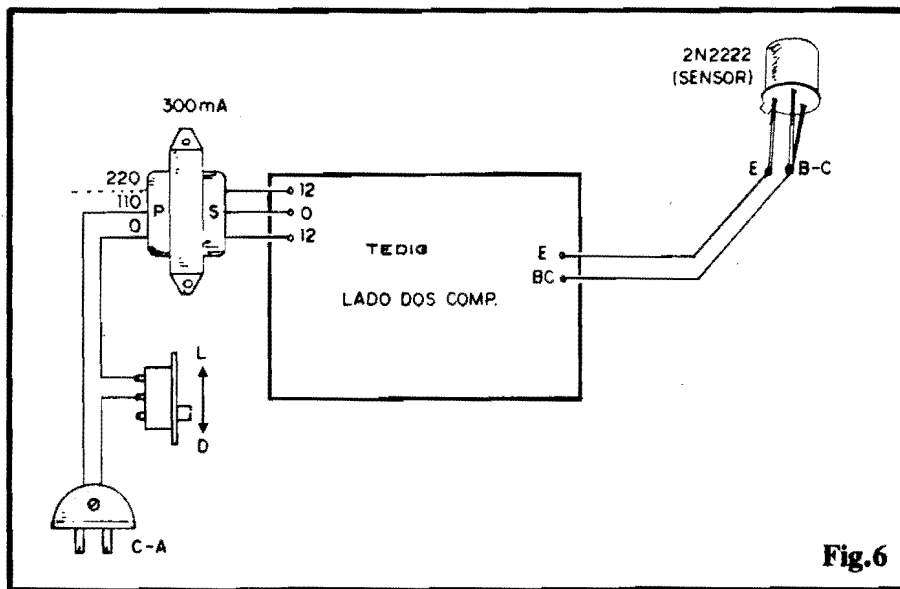 2N2222
(SENSOR)
300mA
220
110
0
P
S
12
0
12
TEDIG
LADO DOS COMP.
E
BC
E
B-C
L
D
C-A
Fig.6